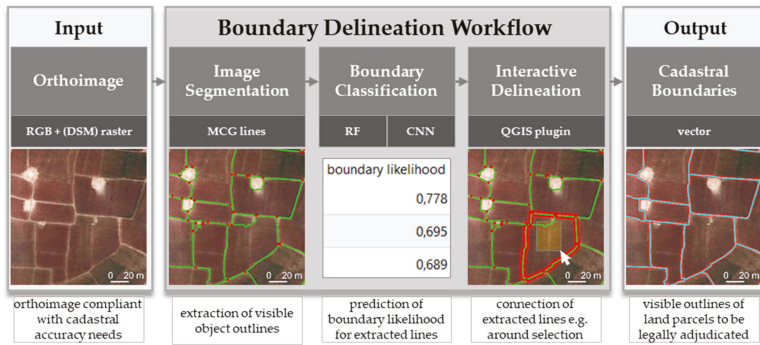 Input
Boundary Delineation Workflow
Output
Orthoimage
Image
Segmentation
Boundary
Classification
Interactive
Delineation
Cadastral
Boundaries
RGB + (DSM) raster
MCG lines
RF
CNN
QGIS plugin
vector
boundary likelihood
0,778
0,695
0,689
0 20 m
0 20 m
0 20 m
0 20 m
orthoimage compliant
with cadastral
accuracy needs
extraction of visible
object outlines
prediction of
boundary likelihood
for extracted lines
connection of
extracted lines e.g.
around selection
visible outlines of
land parcels to be
legally adjudicated